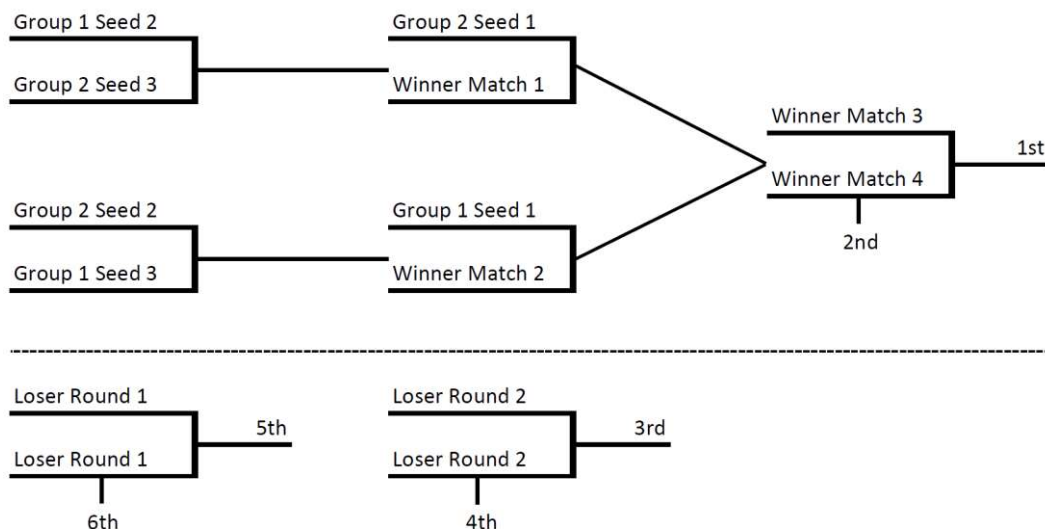 Group 1 Seed 2
Group 2 Seed 3
Group 2 Seed 1
Winner Match 1
Winner Match 3
Winner Match 4
1st
2nd
Group 2 Seed 2
Group 1 Seed 3
Group 1 Seed 1
Winner Match 2
Loser Round 1
Loser Round 1
5th
6th
Loser Round 2
Loser Round 2
3rd
4th